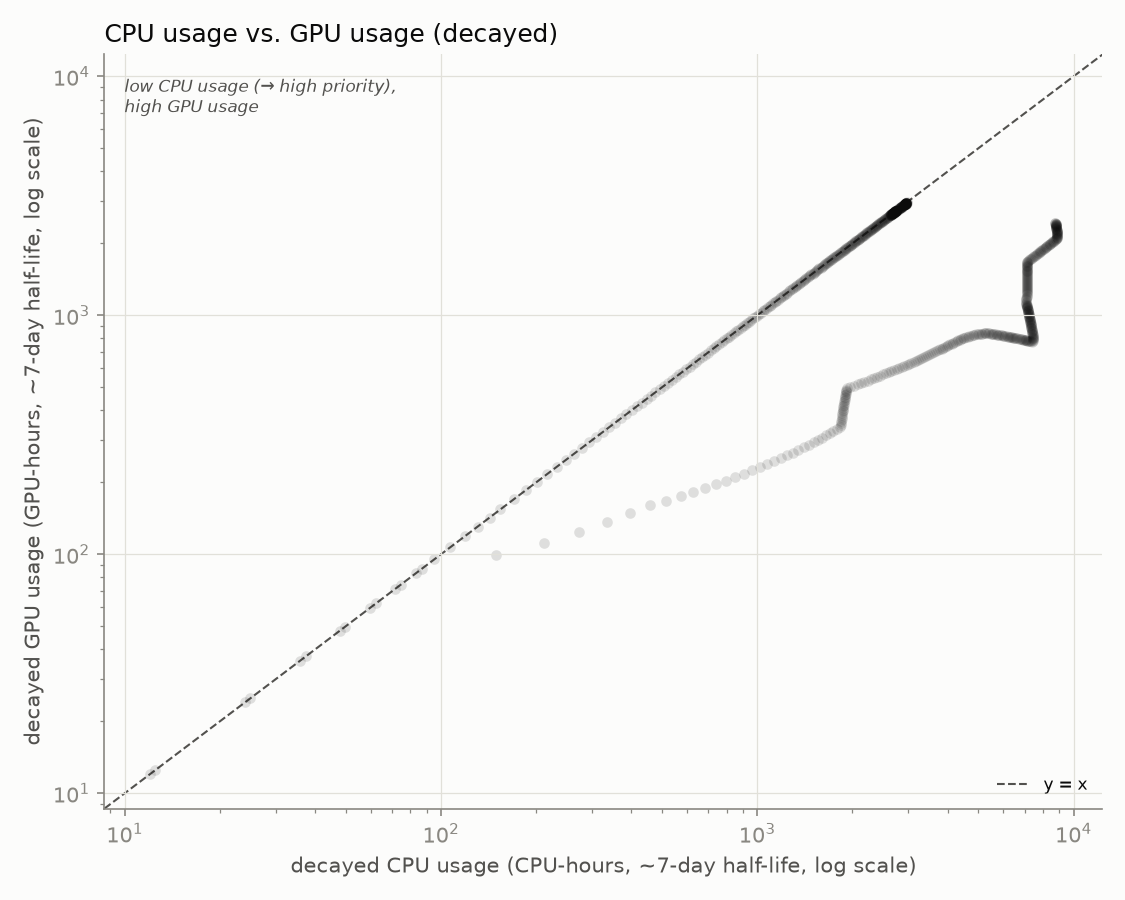 CPU usage vs. GPU usage (decayed)
low CPU usage (→ high priority),
high GPU usage
decayed GPU usage (GPU-hours, ~7-day half-life, log scale)
10⁴
10³
10²
10¹
y = x
10¹ 10² 10³ 10⁴
decayed CPU usage (CPU-hours, ~7-day half-life, log scale)